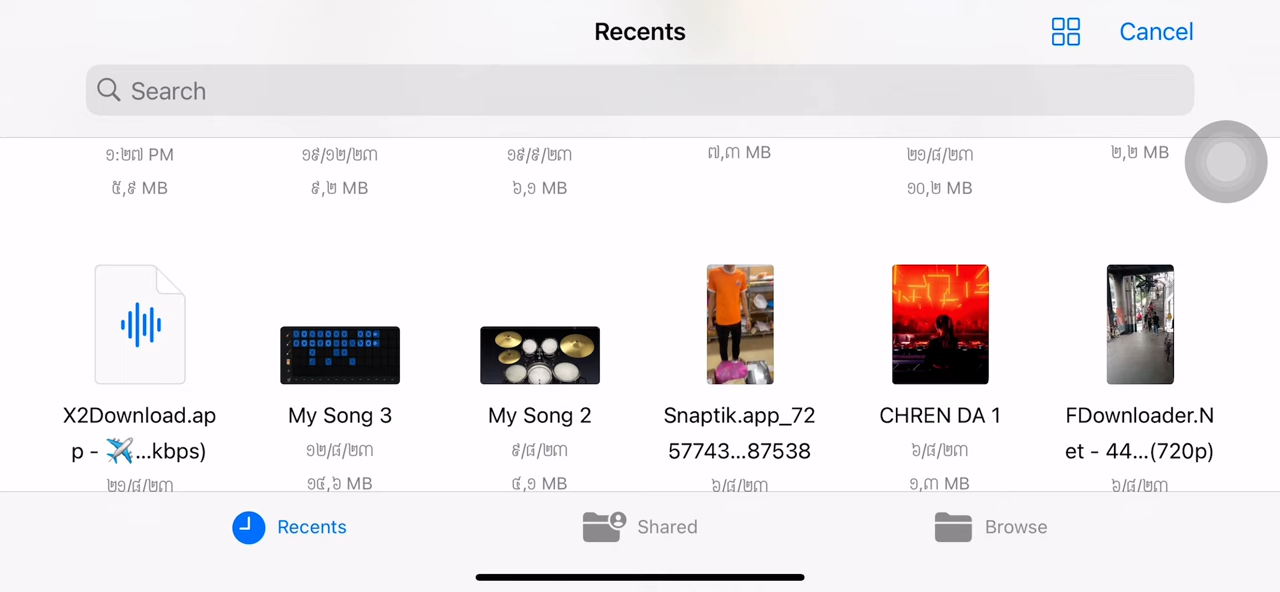 Recents
Cancel
Search
១:២៧ PM
៥,៩ MB
១៩/១២/២៣
៩,២ MB
១៩/៩/២៣
៦,១ MB
៧,៣ MB
២១/៨/២៣
១០,២ MB
២,២ MB
X2Download.ap
p - ✈️...kbps)
២១/៨/២៣
My Song 3
១២/៨/២៣
១៤,៦ MB
My Song 2
៩/៨/២៣
៤,១ MB
Snaptik.app_72
57743...87538
៦/៨/២៣
CHREN DA 1
៦/៨/២៣
១,៣ MB
FDownloader.N
et - 44...(720p)
៦/៨/២៣
Recents
Shared
Browse